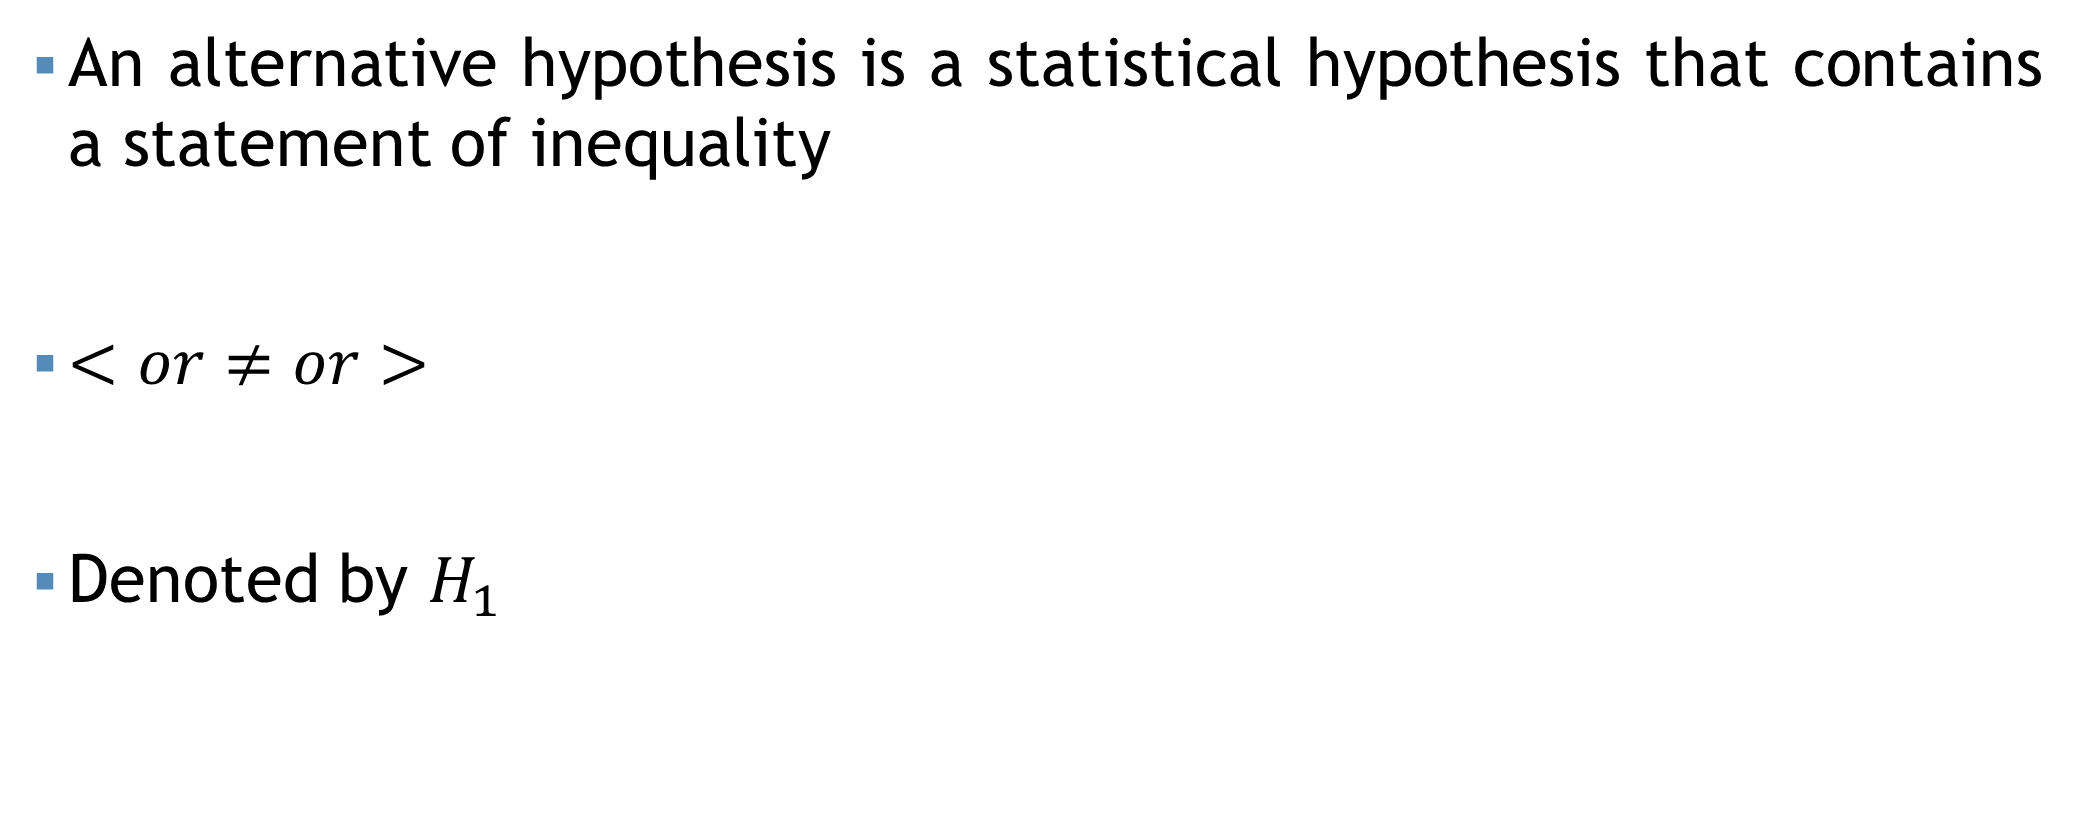 ▪ An alternative hypothesis is a statistical hypothesis that contains
a statement of inequality
▪ < or ≠ or >
▪ Denoted by H₁